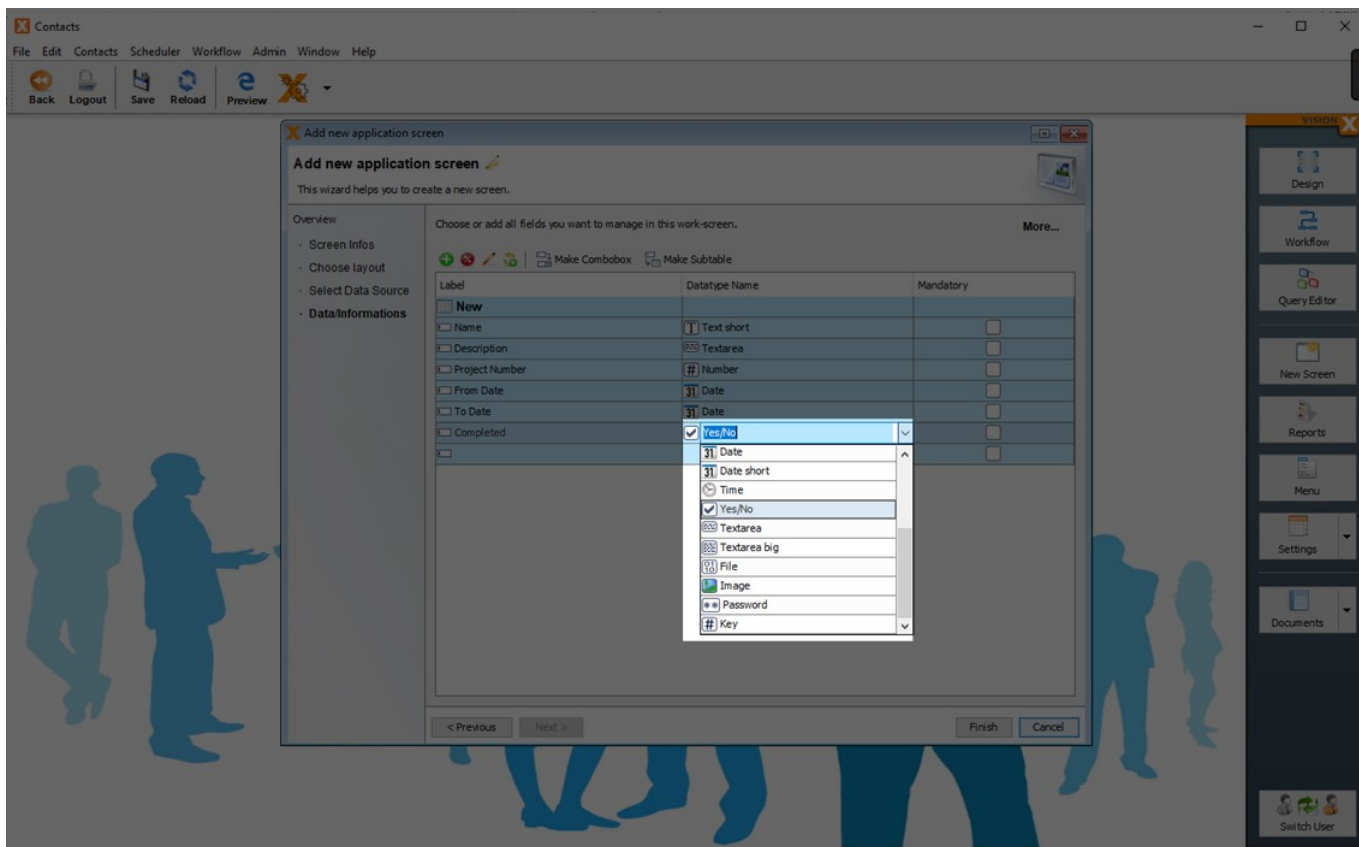 Contacts
File Edit Contacts Scheduler Workflow Admin Window Help
Back Logout Save Reload Preview
VISION X
Add new application screen
Add new application screen
This wizard helps you to create a new screen.
Overview
· Screen Infos
· Choose layout
· Select Data Source
· Data/Informations
Choose or add all fields you want to manage in this work-screen.
More...
Make Combobox Make Subtable
Label Datatype Name Mandatory
New
Name Text short
Description Textarea
Project Number Number
From Date Date
To Date Date
Completed Yes/No
Date
Date short
Time
Yes/No
Textarea
Textarea big
File
Image
Password
Key
< Previous Next > Finish Cancel
Design
Workflow
Query Editor
New Screen
Reports
Menu
Settings
Documents
Switch User